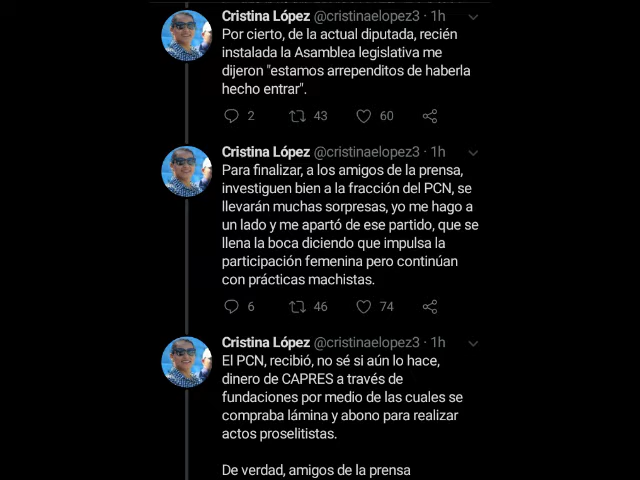 Cristina López @cristinaelopez3 · 1h
Por cierto, de la actual diputada, recién
instalada la Asamblea legislativa me
dijeron "estamos arrependitos de haberla
hecho entrar".
2 43 60
Cristina López @cristinaelopez3 · 1h
Para finalizar, a los amigos de la prensa,
investiguen bien a la fracción del PCN, se
llevarán muchas sorpresas, yo me hago a
un lado y me apartó de ese partido, que se
llena la boca diciendo que impulsa la
participación femenina pero continúan
con prácticas machistas.
6 46 74
Cristina López @cristinaelopez3 · 1h
El PCN, recibió, no sé si aún lo hace,
dinero de CAPRES a través de
fundaciones por medio de las cuales se
compraba lámina y abono para realizar
actos proselitistas.
De verdad, amigos de la prensa